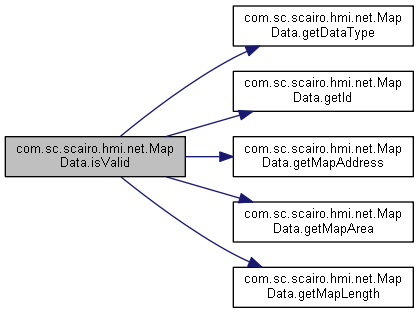 com.sc.scairo.hmi.net.Map
Data.getDataType
com.sc.scairo.hmi.net.Map
Data.getId
com.sc.scairo.hmi.net.Map
Data.isValid
com.sc.scairo.hmi.net.Map
Data.getMapAddress
com.sc.scairo.hmi.net.Map
Data.getMapArea
com.sc.scairo.hmi.net.Map
Data.getMapLength